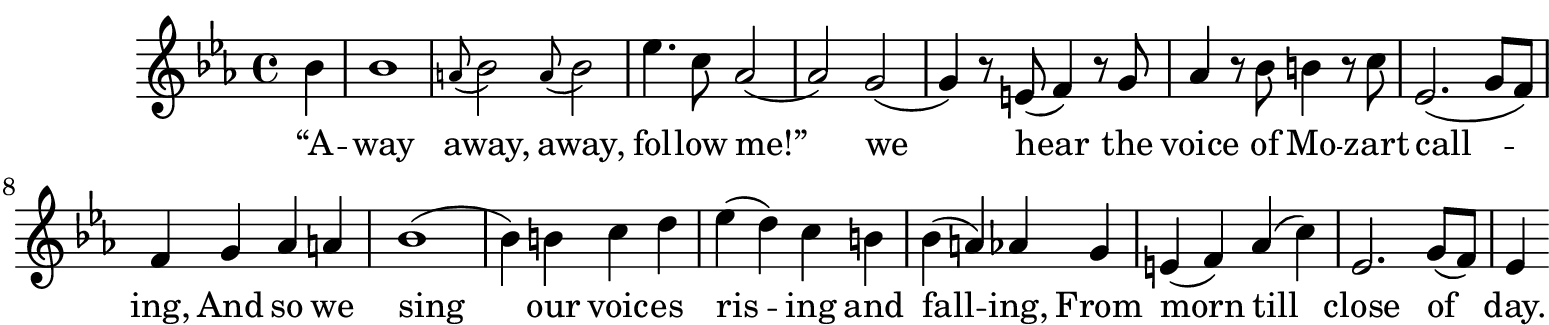 “A -- way away, away, follow me!” we hear the voice of Mo - zart call --
8
ing, And so we sing our voices ris - ing and fall - ing, From morn till close of day.